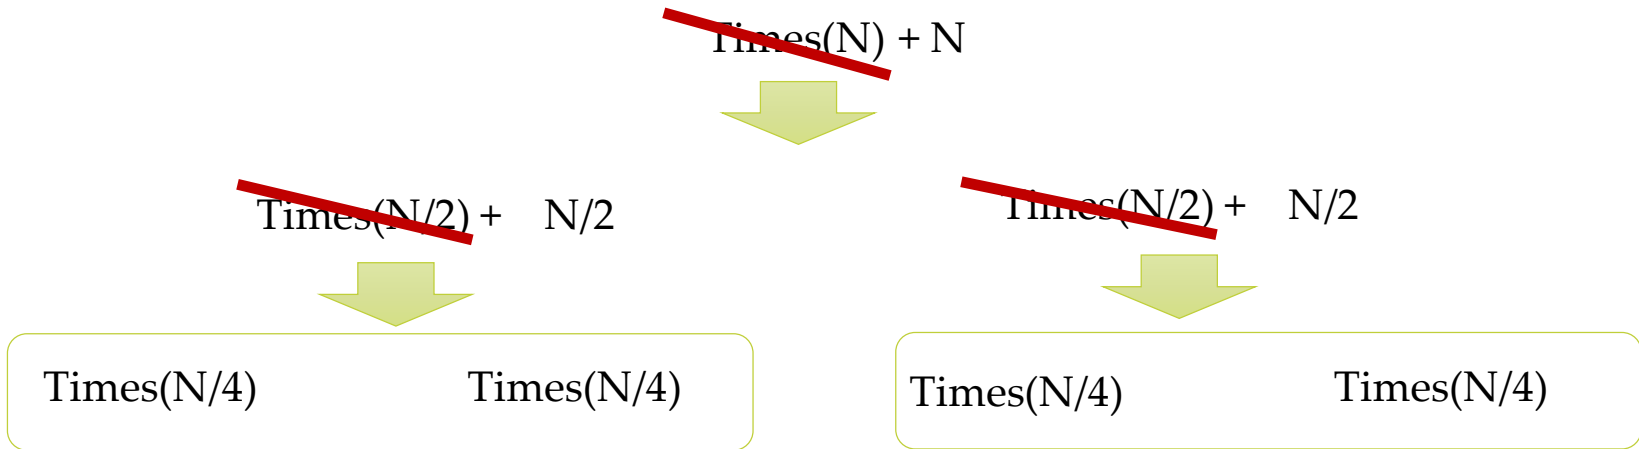 Times(N) + N
Times(N/2) + N/2
Times(N/2) + N/2
Times(N/4) Times(N/4)
Times(N/4) Times(N/4)